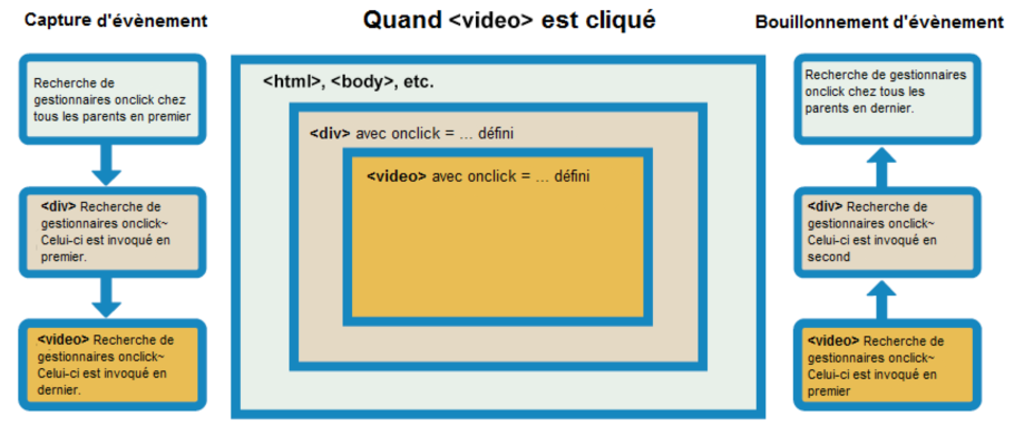 Capture d'évènement
Quand <video> est cliqué
Bouillonnement d'évènement
Recherche de
gestionnaires onclick chez
tous les parents en premier
<div> Recherche de
gestionnaires onclick~
Celui-ci est invoqué en
premier.
<video> Recherche de
gestionnaires onclick~
Celui-ci est invoqué en
dernier.
<html>, <body>, etc.
<div> avec onclick = ... défini
<video> avec onclick = ... défini
Recherche de gestionnaires
onclick chez tous les
parents en dernier.
<div> Recherche de
gestionnaires onclick~
Celui-ci est invoqué en
second
<video> Recherche de
gestionnaires onclick~
Celui-ci est invoqué en
premier